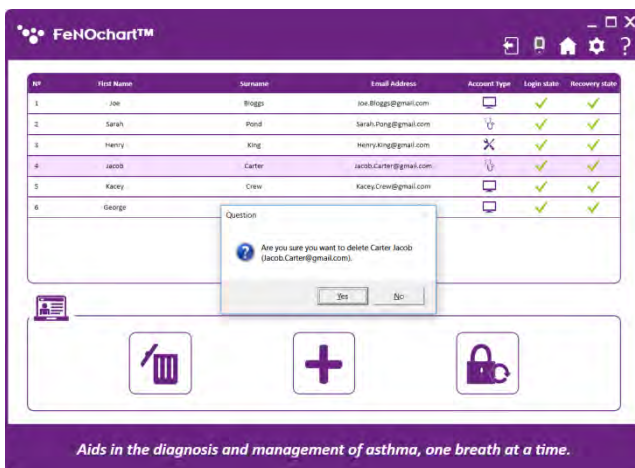 FeNOchart™
?
Nº First Name Surname Email Address Account Type Login state Recovery state
1 Joe Bloggs Joe.Bloggs@gmail.com
2 Sarah Pond Sarah.Pong@gmail.com
3 Henry King Henry.King@gmail.com
4 Jacob Carter Jacob.Carter@gmail.com
5 Kacey Crew Kacey.Crew@gmail.com
6 George
Question
Are you sure you want to delete Carter Jacob
(Jacob.Carter@gmail.com).
Yes No
Aids in the diagnosis and management of asthma, one breath at a time.